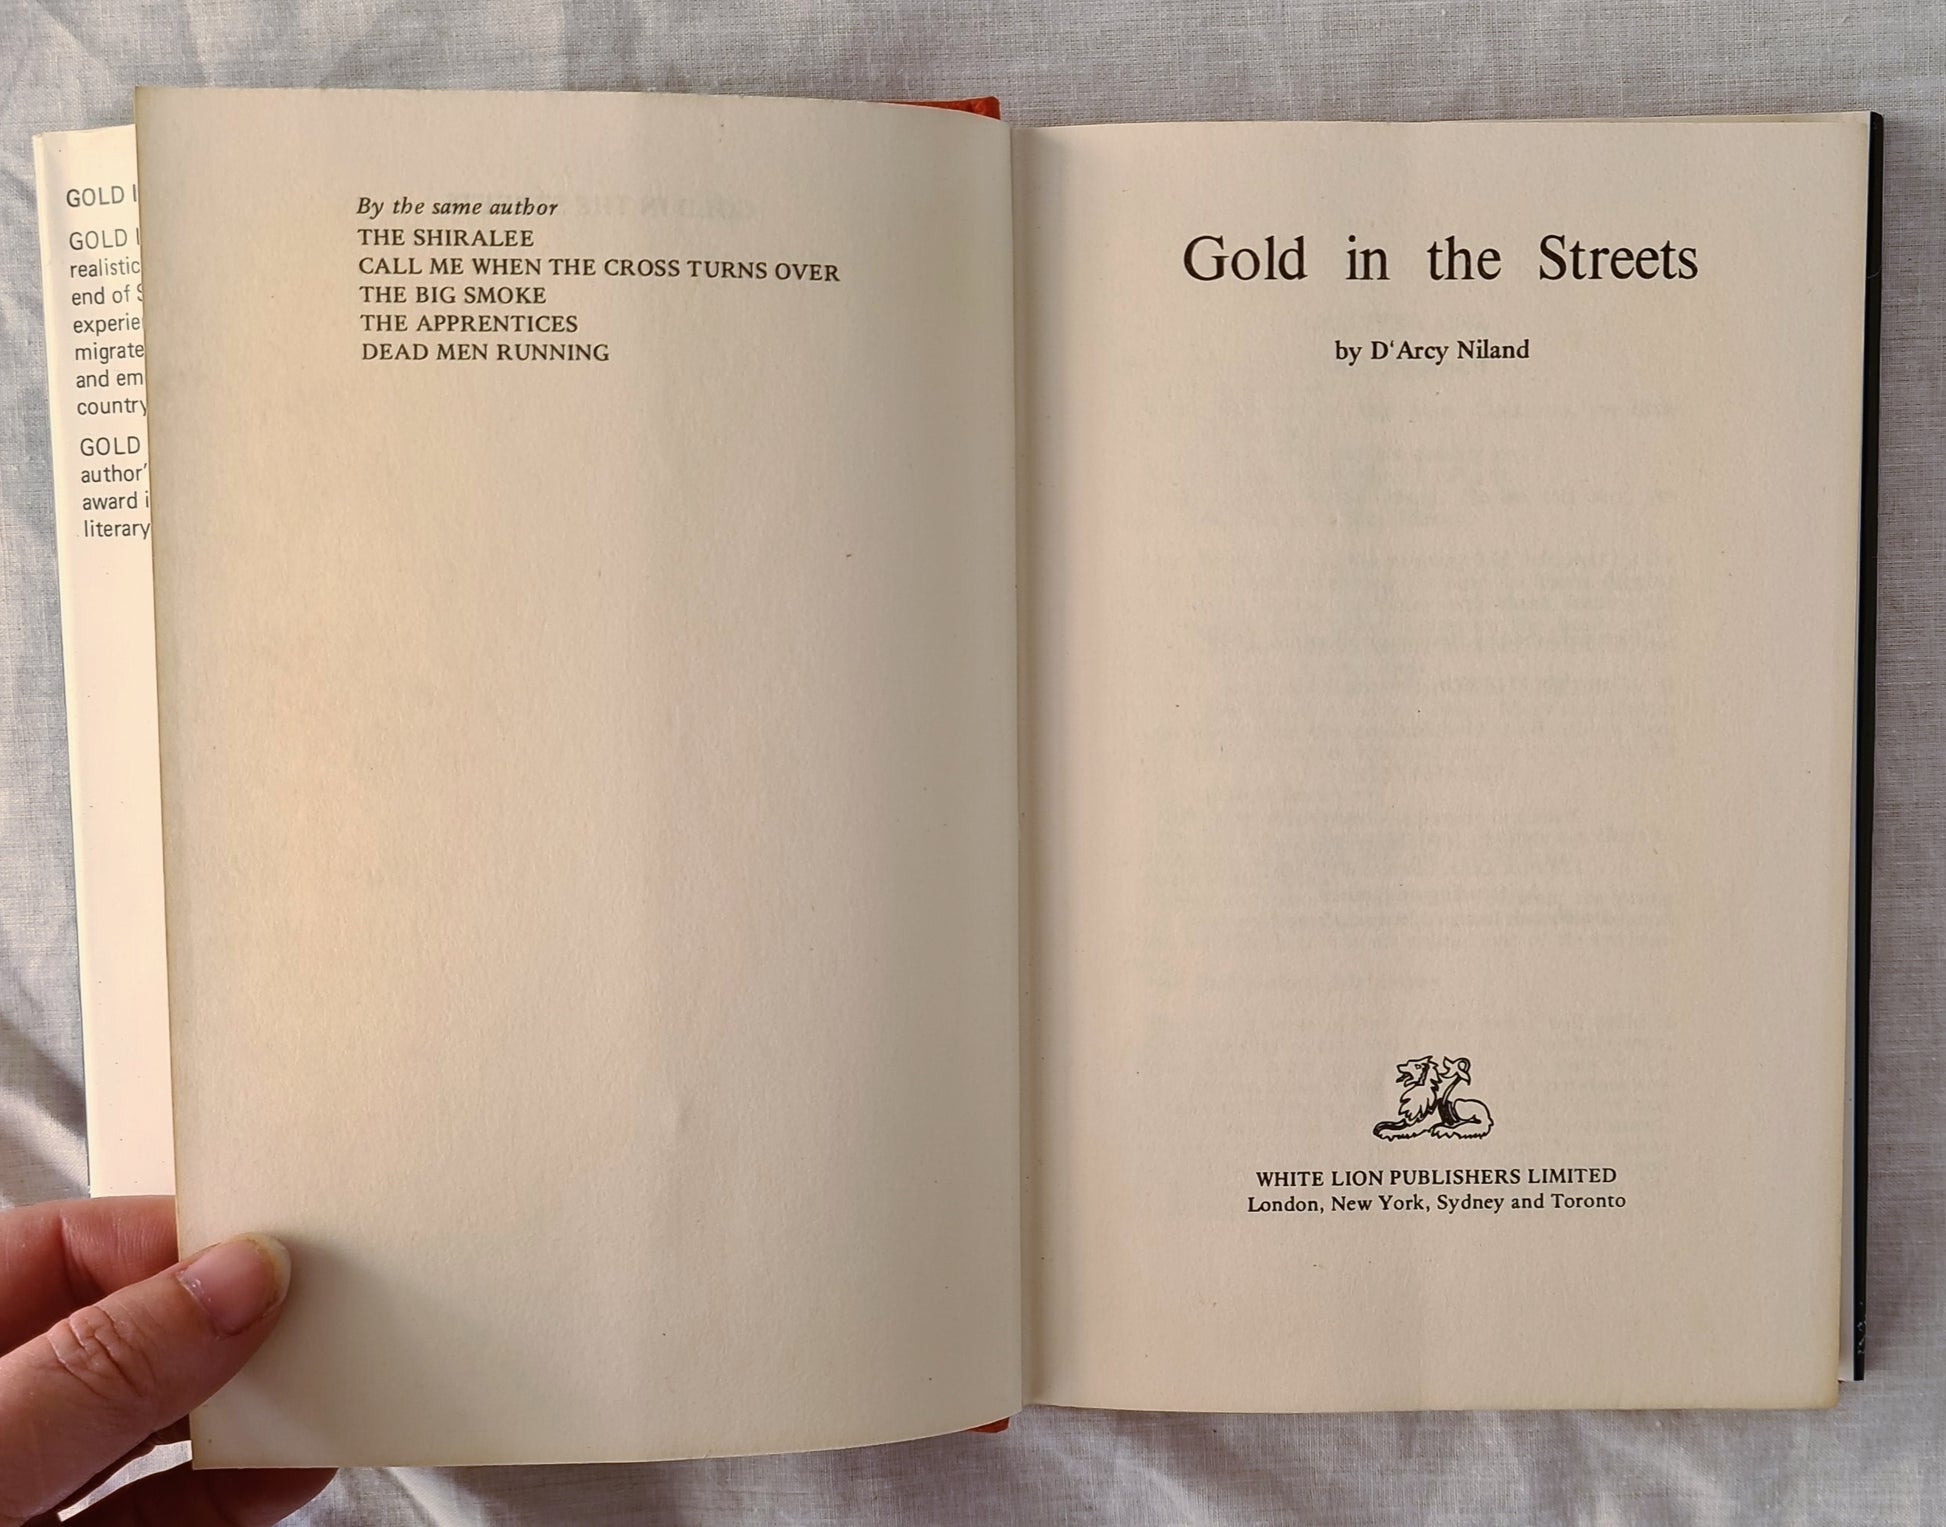 GOLD I
GOLD I
realistic
end of S
experie
migrate
and em
country
GOLD
author'
award i
literary
By the same author
THE SHIRALEE
CALL ME WHEN THE CROSS TURNS OVER
THE BIG SMOKE
THE APPRENTICES
DEAD MEN RUNNING
Gold in the Streets
by D‘Arcy Niland
WHITE LION PUBLISHERS LIMITED
London, New York, Sydney and Toronto